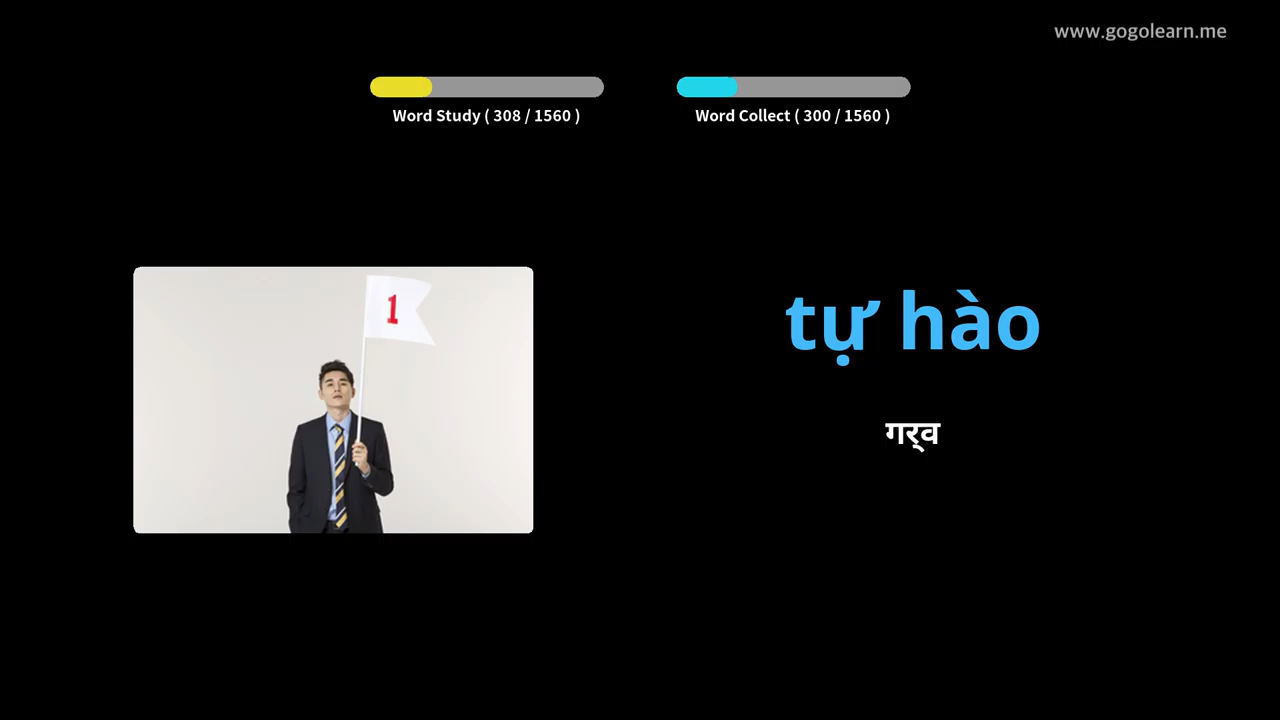 www.gogolearn.me
Word Study ( 308 / 1560 )
Word Collect ( 300 / 1560 )
1
tự hào
गर्‌व